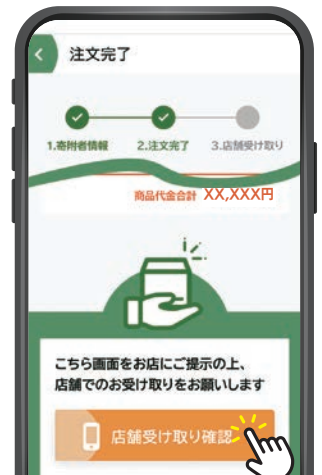 注文完了
1.寄附者情報 2.注文完了 3.店舗受け取り
商品代金合計 XX,XXX円
こちら画面をお店にご提示の上、
店舗でのお受け取りをお願いします
店舗受け取り確認